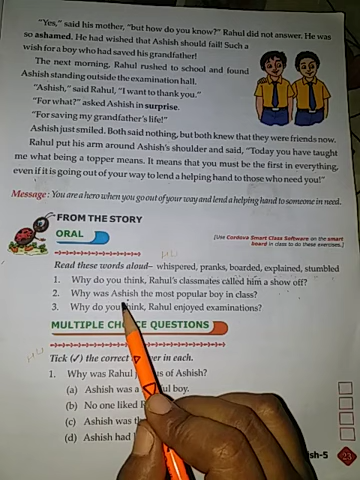 "Yes," said his mother, "but how do you know?" Rahul did not answer. He was
so ashamed. He had wished that Ashish should fail! Such a
wish for a boy who had saved his grandfather!
The next morning, Rahul rushed to school and found
Ashish standing outside the examination hall.
"Ashish," said Rahul, "I want to thank you."
"For what?" asked Ashish in surprise.
"For saving my grandfather's life!"
Ashish just smiled. Both said nothing, but both knew that they were friends now.
Rahul put his arm around Ashish's shoulder and said, "Today you have taught
me what being a topper means. It means that you must be the first in everything,
even if it is going out of your way to lend a helping hand to those who need you!"
Message: You are a hero when you go out of your way and lend a helping hand to someone in need.
FROM THE STORY
ORAL
[Use Cordova Smart Class Software on the smart
board in class to do these exercises.]
HW
Read these words aloud– whispered, pranks, boarded, explained, stumbled
1. Why do you think, Rahul's classmates called him a show off?
2. Why was Ashish the most popular boy in class?
3. Why do you think, Rahul enjoyed examinations?
MULTIPLE CHOICE QUESTIONS
HW
Tick (✓) the correct in each.
1. Why was Rahul of Ashish?
(a) Ashish was a boy.
(b) No one liked
(c) Ashish was
(d) Ashish had
sh-5
23